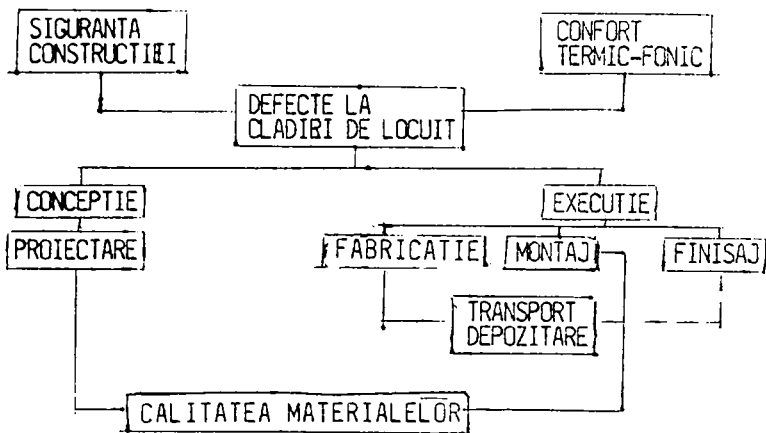 SIGURANTA
CONSTRUCTIEI
CONFORT
TERMIC-FONIC
DEFECTE LA
CLADIRI DE LOCUIT
CONCEPTIE
EXECUTIE
PROIECTARE
FABRICATIE
MONTAJ
FINISAJ
TRANSPORT
DEPOZITARE
CALITATEA MATERIALELOR